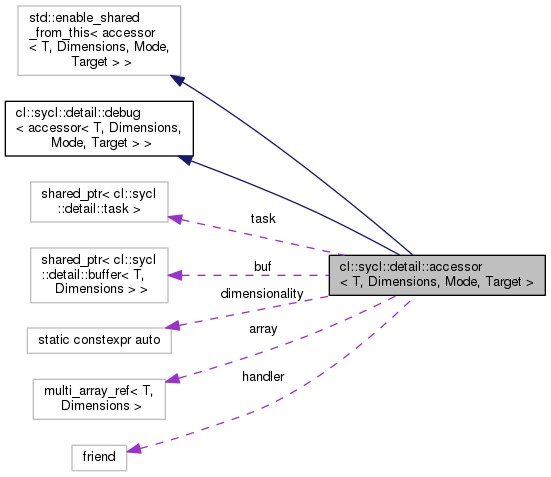 std::enable_shared
_from_this< accessor
< T, Dimensions, Mode,
Target > >
cl::sycl::detail::debug
< accessor< T, Dimensions,
Mode, Target > >
shared_ptr< cl::sycl
::detail::task >
task
shared_ptr< cl::sycl
::detail::buffer< T,
Dimensions > >
buf
cl::sycl::detail::accessor
< T, Dimensions, Mode, Target >
dimensionality
static constexpr auto
array
multi_array_ref< T,
Dimensions >
handler
friend